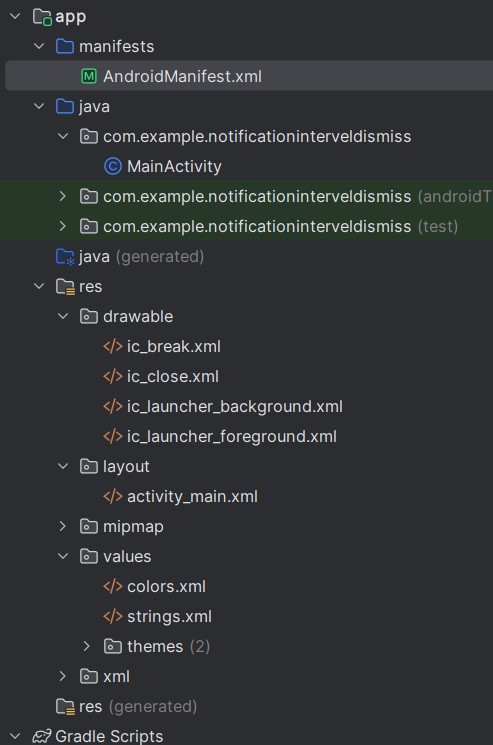 app
manifests
M AndroidManifest.xml
java
com.example.notificationinterveldismiss
C MainActivity
com.example.notificationinterveldismiss (androidT
com.example.notificationinterveldismiss (test)
java (generated)
res
drawable
</> ic_break.xml
</> ic_close.xml
</> ic_launcher_background.xml
</> ic_launcher_foreground.xml
layout
</> activity_main.xml
mipmap
values
</> colors.xml
</> strings.xml
themes (2)
xml
res (generated)
Gradle Scripts